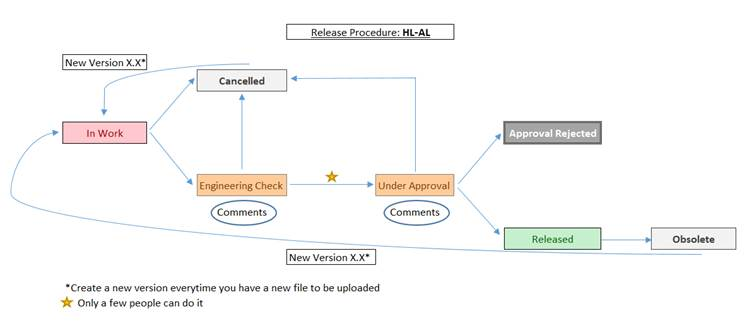 Release Procedure: HL-AL
New Version X.X*
Cancelled
In Work
Approval Rejected
Engineering Check
Under Approval
Comments
Comments
Released
Obsolete
New Version X.X*
*Create a new version everytime you have a new file to be uploaded
Only a few people can do it